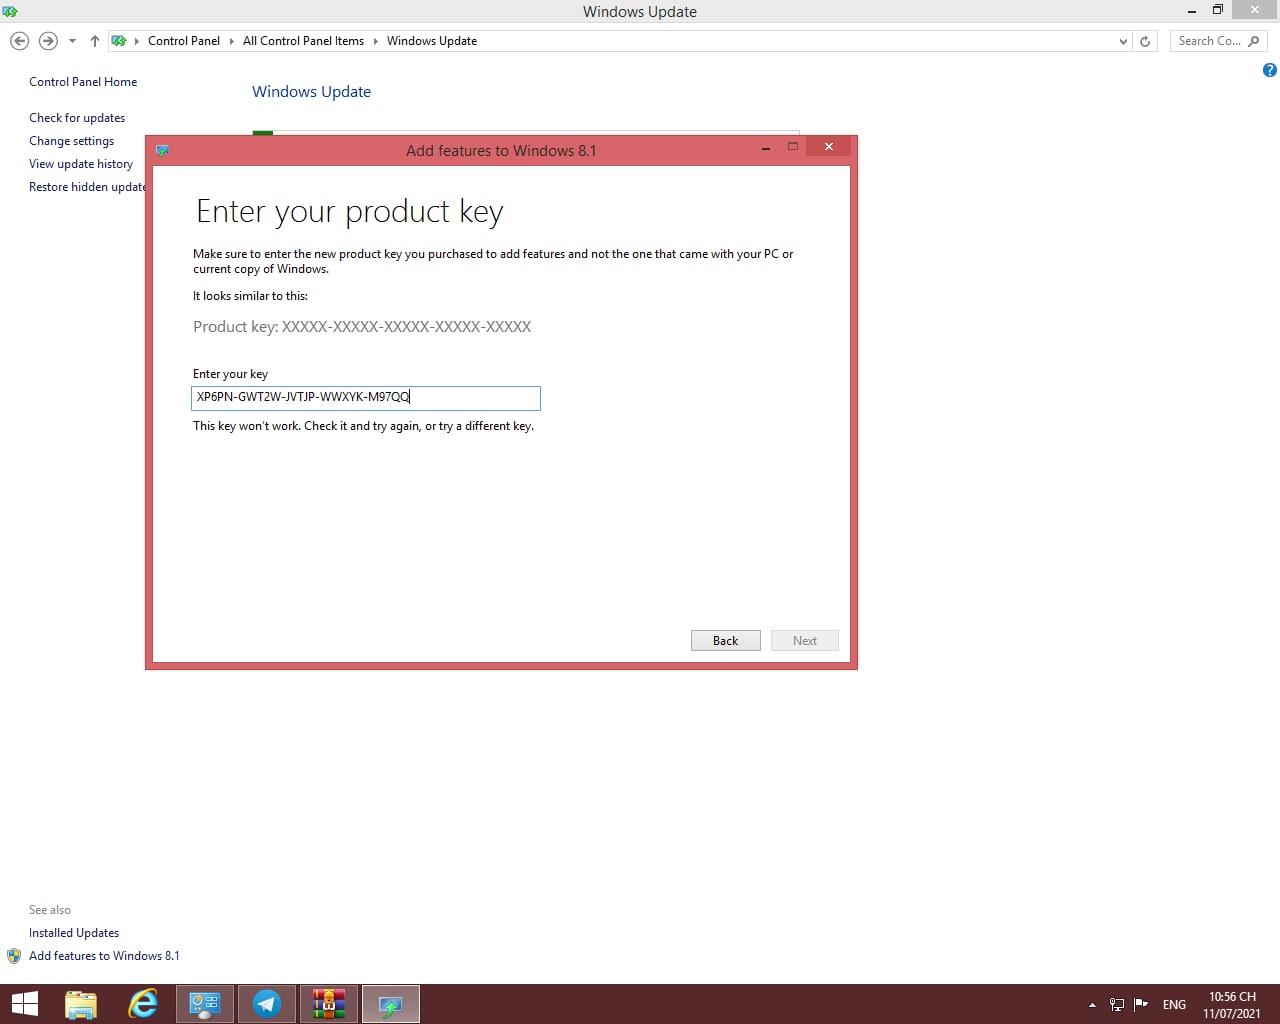 Windows Update
Control Panel All Control Panel Items Windows Update
Search Co...
Control Panel Home
Windows Update
Check for updates
Change settings
View update history
Restore hidden update
Add features to Windows 8.1
Enter your product key
Make sure to enter the new product key you purchased to add features and not the one that came with your PC or
current copy of Windows.
It looks similar to this:
Product key: XXXXX-XXXXX-XXXXX-XXXXX-XXXXX
Enter your key
XP6PN-GWT2W-JVTJP-WWXYK-M97QQ
This key won't work. Check it and try again, or try a different key.
Back Next
See also
Installed Updates
Add features to Windows 8.1
ENG
10:56 CH
11/07/2021